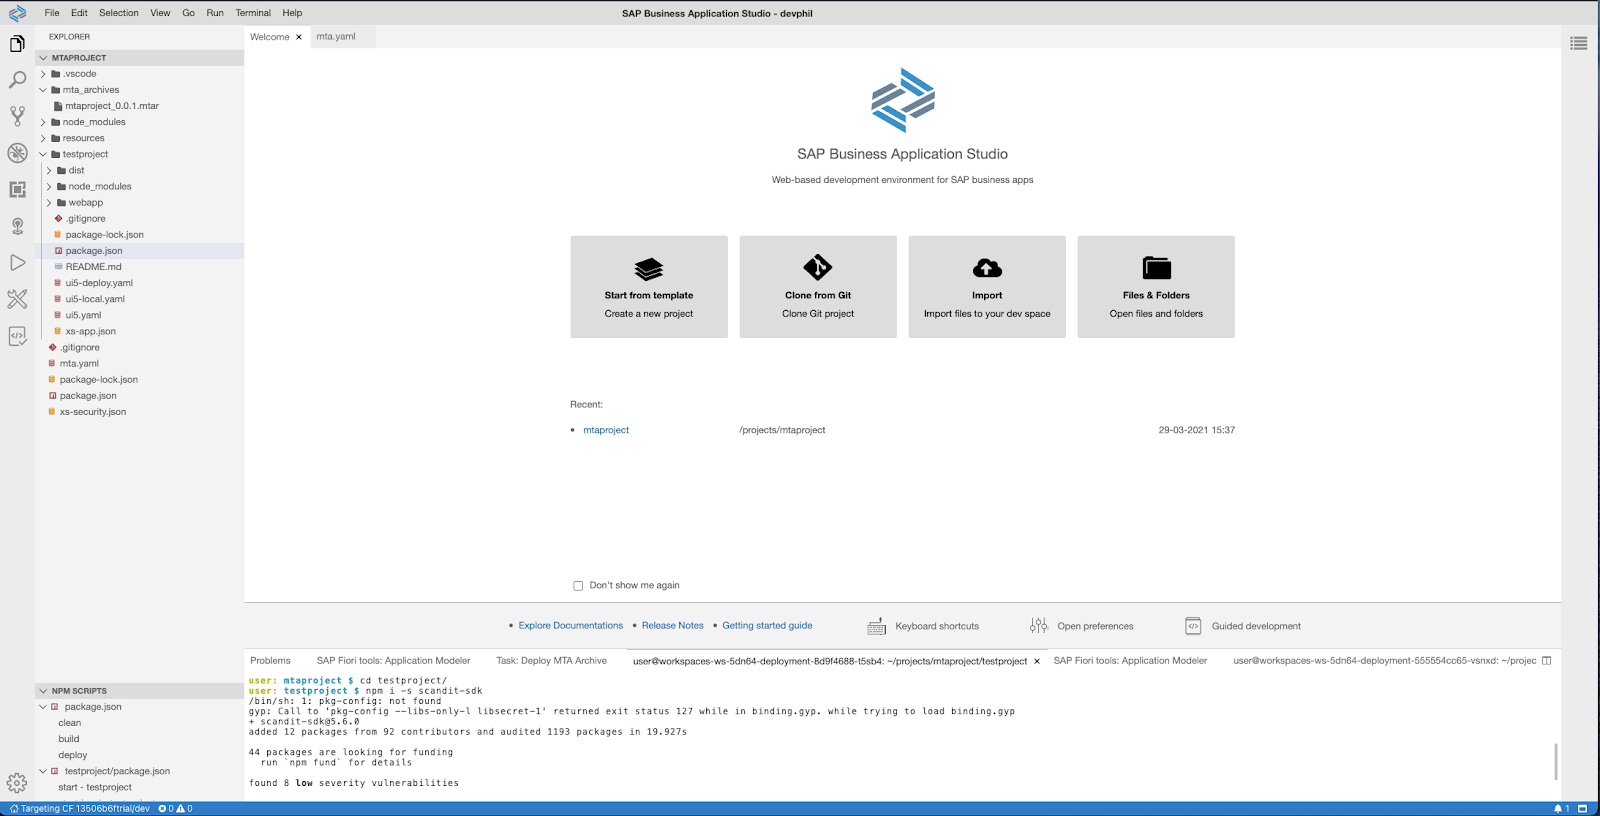 File Edit Selection View Go Run Terminal Help
SAP Business Application Studio - devphil
EXPLORER
MTAPROJECT
.vscode
mta_archives
mtaproject_0.0.1.mtar
node_modules
resources
testproject
dist
node_modules
webapp
.gitignore
package-lock.json
package.json
README.md
ui5-deploy.yaml
ui5-local.yaml
ui5.yaml
xs-app.json
.gitignore
mta.yaml
package-lock.json
package.json
xs-security.json
NPM SCRIPTS
package.json
clean
build
deploy
testproject/package.json
start - testproject
Welcome mta.yaml
SAP Business Application Studio
Web-based development environment for SAP business apps
Start from template
Create a new project
Clone from Git
Clone Git project
Import
Import files to your dev space
Files & Folders
Open files and folders
Recent:
mtaproject /projects/mtaproject 29-03-2021 15:37
Don't show me again
Explore Documentations Release Notes Getting started guide Keyboard shortcuts Open preferences Guided development
Problems SAP Fiori tools: Application Modeler Task: Deploy MTA Archive user@workspaces-ws-5dn64-deployment-8d9f4688-t5sb4: ~/projects/mtaproject/testproject SAP Fiori tools: Application Modeler user@workspaces-ws-5dn64-deployment-555554cc65-vsnxd: ~/projec
user: mtaproject $ cd testproject/
user: testproject $ npm i -s scandit-sdk
/bin/sh: 1: pkg-config: not found
gyp: Call to 'pkg-config --libs-only-l libsecret-1' returned exit status 127 while in binding.gyp. while trying to load binding.gyp
+ scandit-sdk@5.6.0
added 12 packages from 92 contributors and audited 1193 packages in 19.927s
44 packages are looking for funding
run `npm fund` for details
found 8 low severity vulnerabilities
Targeting CF 13506b6ftrial/dev 0 0 1